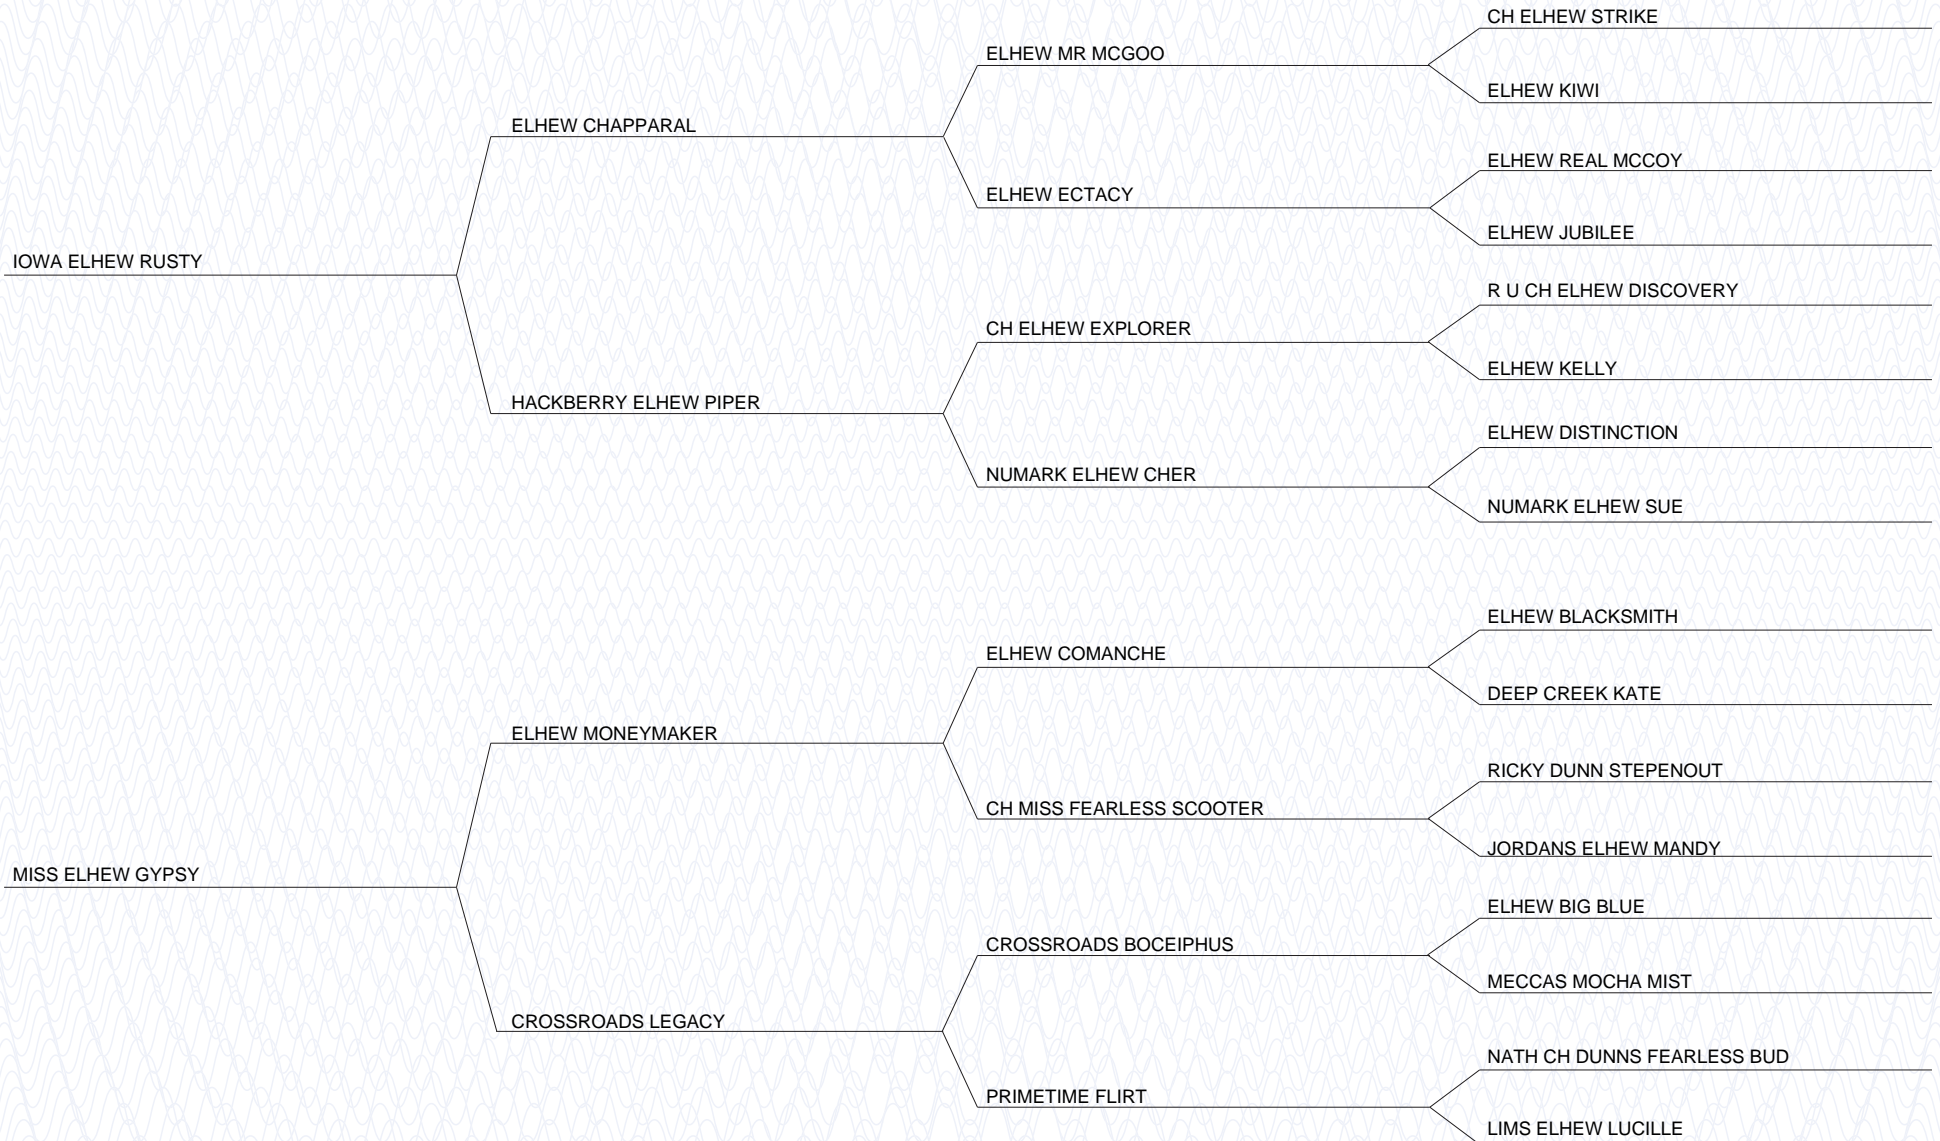 CH ELHEW STRIKE
ELHEW MR MCGOO
ELHEW KIWI
ELHEW CHAPPARAL
ELHEW REAL MCCOY
ELHEW ECTACY
ELHEW JUBILEE
IOWA ELHEW RUSTY
R U CH ELHEW DISCOVERY
CH ELHEW EXPLORER
ELHEW KELLY
HACKBERRY ELHEW PIPER
ELHEW DISTINCTION
NUMARK ELHEW CHER
NUMARK ELHEW SUE
ELHEW BLACKSMITH
ELHEW COMANCHE
DEEP CREEK KATE
ELHEW MONEYMAKER
RICKY DUNN STEPENOUT
CH MISS FEARLESS SCOOTER
JORDANS ELHEW MANDY
MISS ELHEW GYPSY
ELHEW BIG BLUE
CROSSROADS BOCEIPHUS
MECCAS MOCHA MIST
CROSSROADS LEGACY
NATH CH DUNNS FEARLESS BUD
PRIMETIME FLIRT
LIMS ELHEW LUCILLE